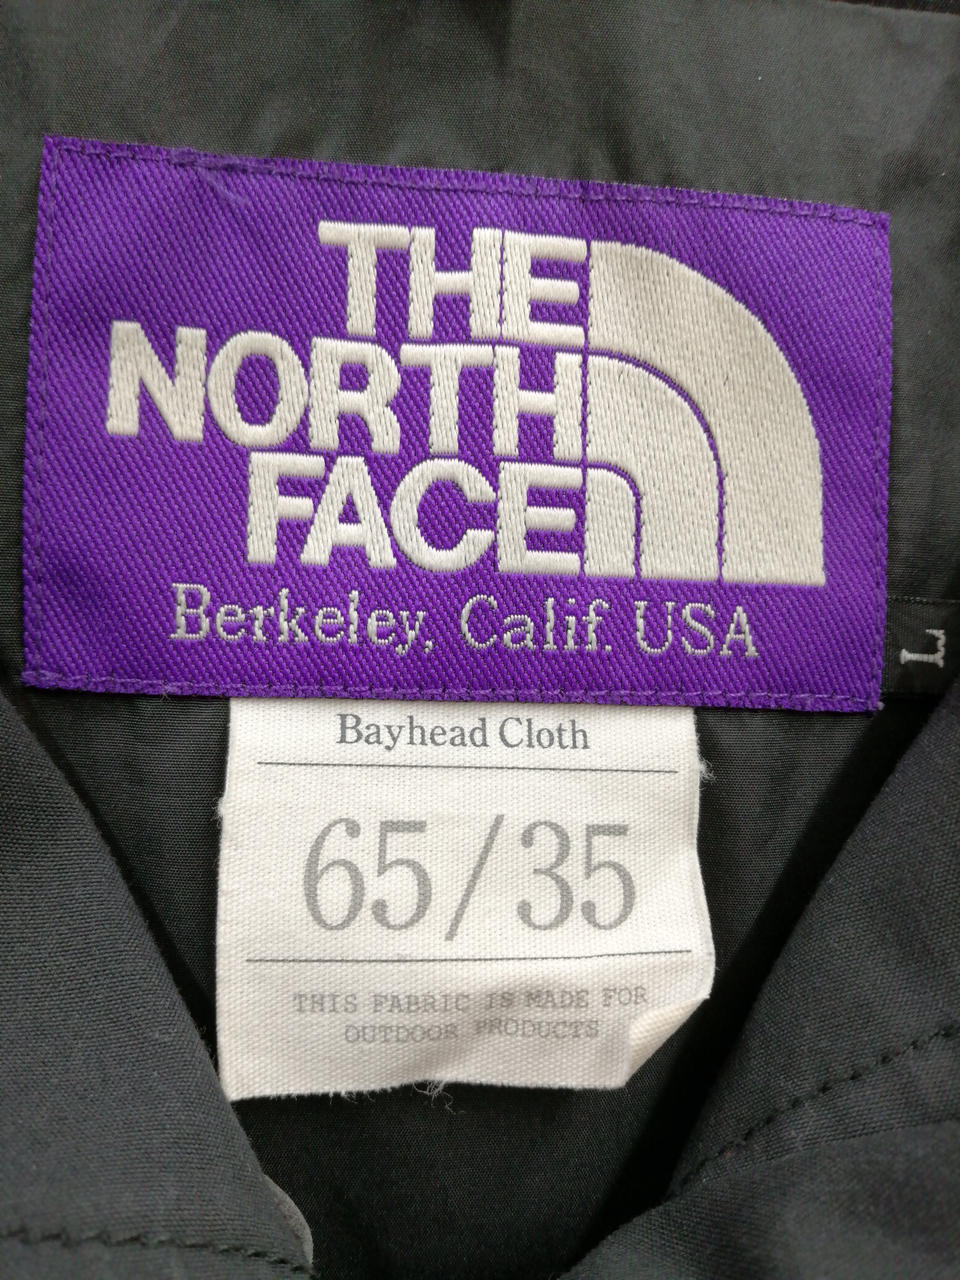 THE
NORTH
FACE
Berkeley, Calif. USA
L
Bayhead Cloth
65/35
THIS FABRIC IS MADE FOR
OUTDOOR PRODUCTS